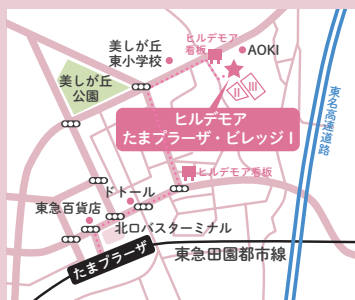 美しが丘
東小学校
ヒルデモア
看板
AOKI
美しが丘
公園
II
III
ヒルデモア
たまプラーザ・ビレッジ I
東名高速道路
ヒルデモア看板
ドトール
東急百貨店
北口バスターミナル
たまプラーザ
東急田園都市線